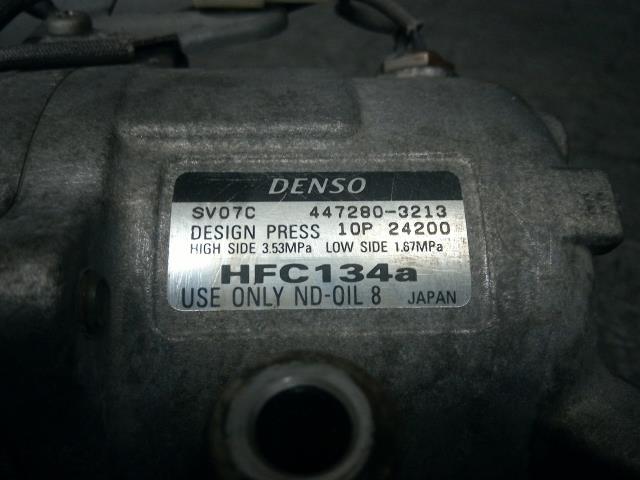 DENSO
SV07C 447280-3213
DESIGN PRESS 10P 24200
HIGH SIDE 3.53MPa LOW SIDE 1.67MPa
HFC134a
USE ONLY ND-OIL 8 JAPAN